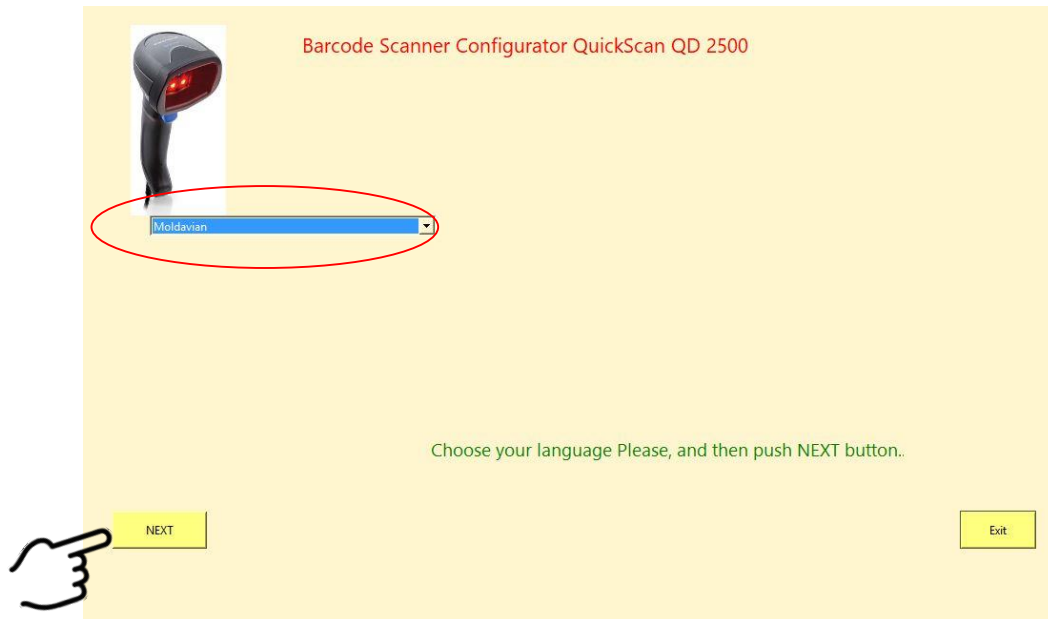 Barcode Scanner Configurator QuickScan QD 2500
Moldavian
Choose your language Please, and then push NEXT button..
NEXT
Exit